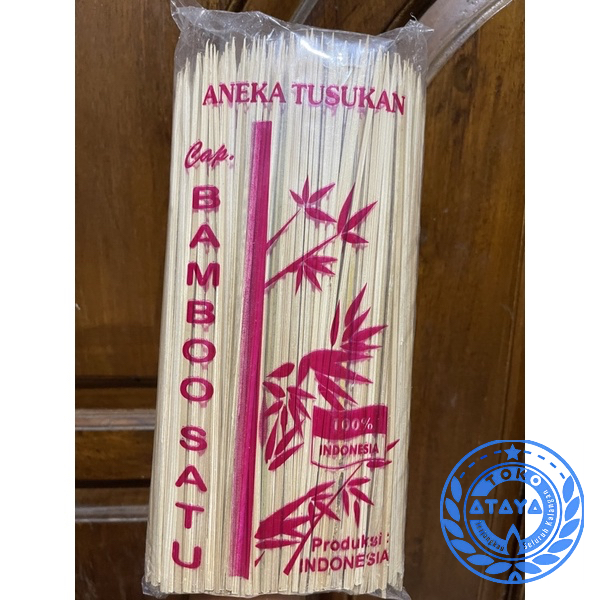 ANEKA TUSUKAN
Cap.
BAMBOO SATU
100%
INDONESIA
Produksi :
INDONESIA
TOKO
ATAYA